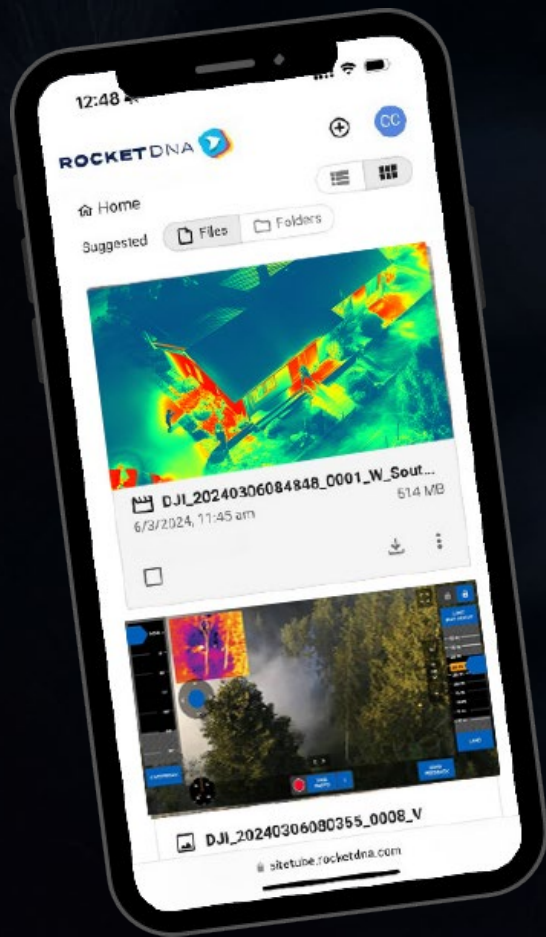 12:48
ROCKETDNA
CC
Home
Suggested
Files
Folders
DJI_20240306084848_0001_W_Sout...
6/3/2024, 11:45 am
514 MB
DJI_20240306080355_0008_V
sitetube.rocketdna.com